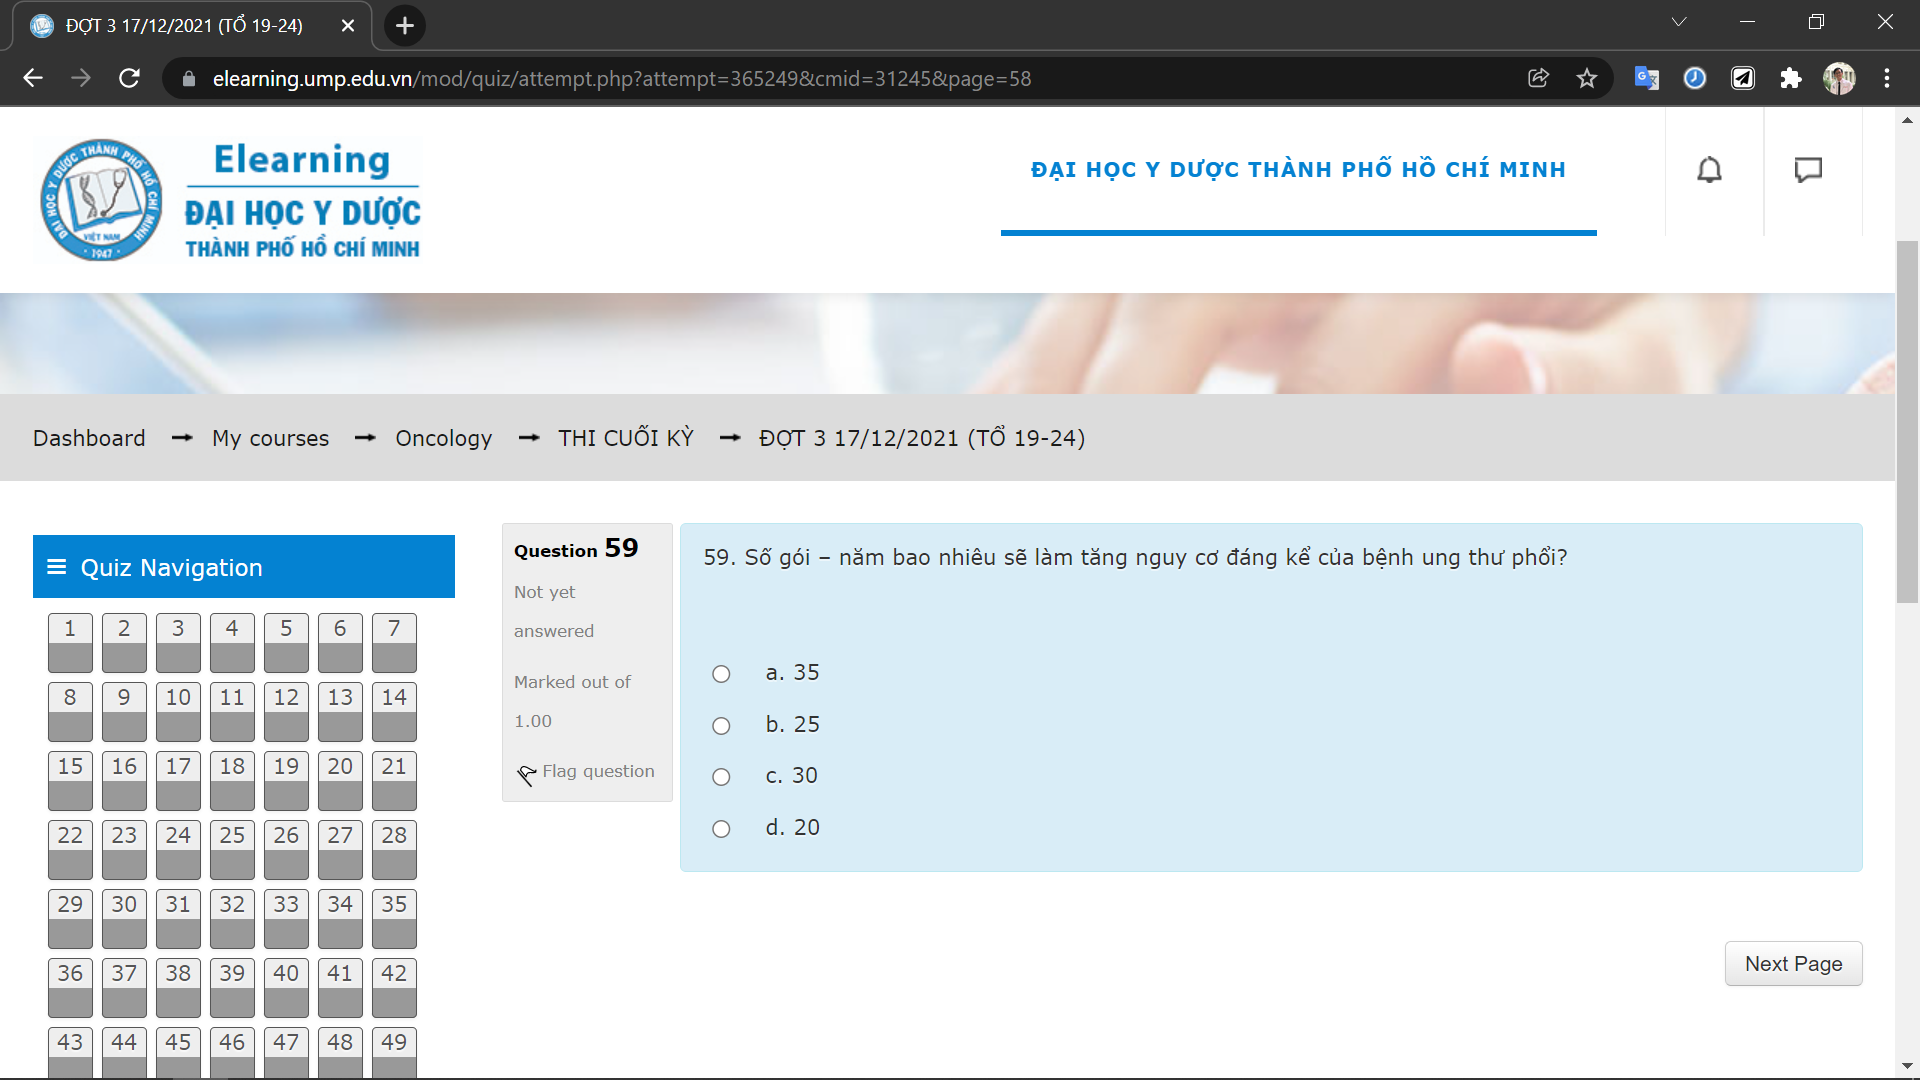 ĐỢT 3 17/12/2021 (TỔ 19-24)
elearning.ump.edu.vn/mod/quiz/attempt.php?attempt=365249&cmid=31245&page=58
ĐẠI HỌC Y DƯỢC THÀNH PHỐ HỒ CHÍ MINH
VIỆT NAM
1947
Elearning
ĐẠI HỌC Y DƯỢC
THÀNH PHỐ HỒ CHÍ MINH
ĐẠI HỌC Y DƯỢC THÀNH PHỐ HỒ CHÍ MINH
Dashboard → My courses → Oncology → THI CUỐI KỲ → ĐỢT 3 17/12/2021 (TỔ 19-24)
Quiz Navigation
1 2 3 4 5 6 7
8 9 10 11 12 13 14
15 16 17 18 19 20 21
22 23 24 25 26 27 28
29 30 31 32 33 34 35
36 37 38 39 40 41 42
43 44 45 46 47 48 49
Question 59
Not yet
answered
Marked out of
1.00
Flag question
59. Số gói – năm bao nhiêu sẽ làm tăng nguy cơ đáng kể của bệnh ung thư phổi?
a. 35
b. 25
c. 30
d. 20
Next Page